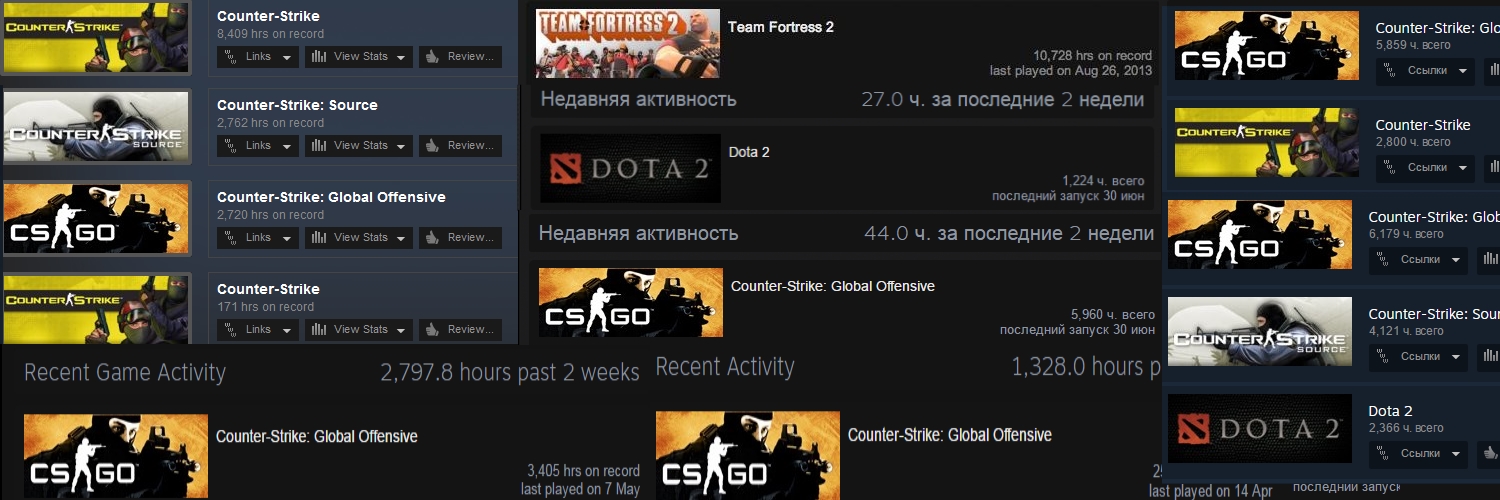 COUNTER STRIKE
Counter-Strike
8,409 hrs on record
Links
View Stats
Review...
COUNTER STRIKE
SOURCE
Counter-Strike: Source
2,762 hrs on record
Links
View Stats
Review...
CS GO
Counter-Strike: Global Offensive
2,720 hrs on record
Links
View Stats
Review...
COUNTER STRIKE
Counter-Strike
171 hrs on record
Links
View Stats
Review...
TEAM FORTRESS 2
Team Fortress 2
10,728 hrs on record
last played on Aug 26, 2013
Недавняя активность 27.0 ч. за последние 2 недели
DOTA 2
Dota 2
1,224 ч. всего
последний запуск 30 июн
Недавняя активность 44.0 ч. за последние 2 недели
CS GO
Counter-Strike: Global Offensive
5,960 ч. всего
последний запуск 30 июн
Recent Game Activity 2,797.8 hours past 2 weeks
CS GO
Counter-Strike: Global Offensive
3,405 hrs on record
last played on 7 May
Recent Activity 1,328.0 hours p
CS GO
Counter-Strike: Global Offensive
last played on 14 Apr
CS GO
Counter-Strike: Glo
5,859 ч. всего
Ссылки
COUNTER STRIKE
Counter-Strike
2,800 ч. всего
Ссылки
CS GO
Counter-Strike: Glob
6,179 ч. всего
Ссылки
COUNTER STRIKE
SOURCE
Counter-Strike: Sour
4,121 ч. всего
Ссылки
DOTA 2
Dota 2
2,366 ч. всего
Ссылки
последний запуск